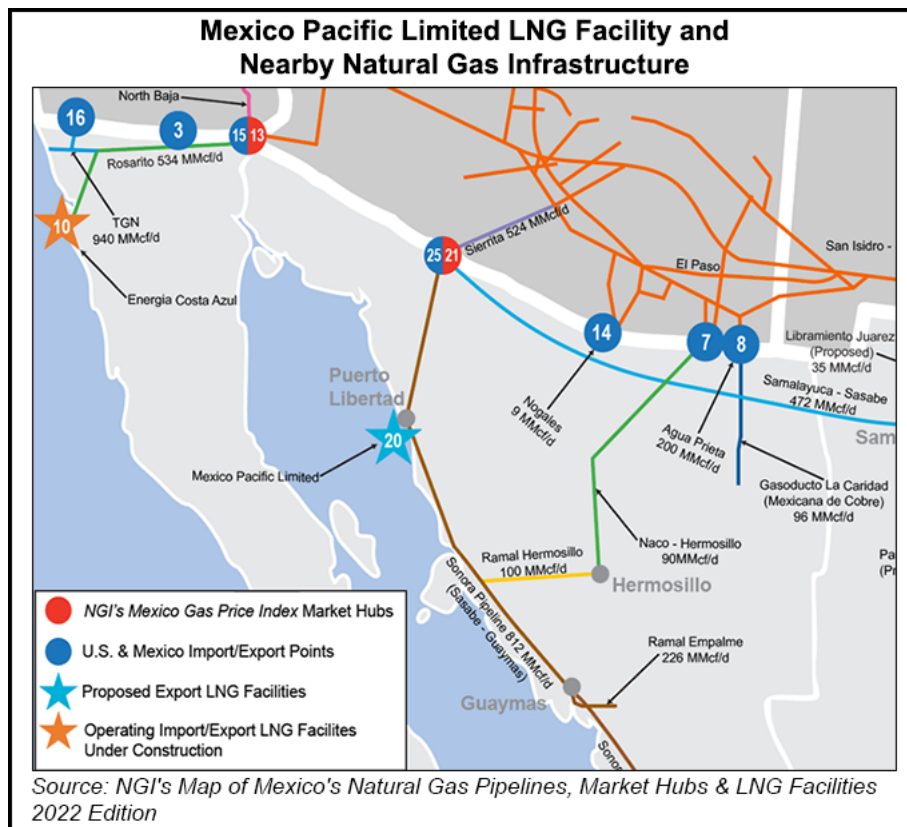 Mexico Pacific Limited LNG Facility and
Nearby Natural Gas Infrastructure
North Baja
16
3
15
13
Rosarito 534 MMcf/d
10
TGN
940 MMcf/d
Energia Costa Azul
Sierrita 524 MMcf/d
25
21
El Paso
San Isidro -
14
7
8
Libramiento Juarez
(Proposed)
35 MMcf/d
Samalayuca - Sasabe
472 MMcf/d
Sam
Nogales
9 MMcf/d
Agua Prieta
200 MMcf/d
Gasoducto La Caridad
(Mexicana de Cobre)
96 MMcf/d
Puerto
Libertad
20
Mexico Pacific Limited
Naco - Hermosillo
90MMcf/d
Ramal Hermosillo
100 MMcf/d
Hermosillo
Pa
(Pr
Sonora Pipeline 812 MMcf/d
(Sasabe - Guaymas)
Ramal Empalme
226 MMcf/d
Guaymas
Sono
NGI's Mexico Gas Price Index Market Hubs
U.S. & Mexico Import/Export Points
Proposed Export LNG Facilities
Operating Import/Export LNG Facilites
Under Construction
Source: NGI's Map of Mexico's Natural Gas Pipelines, Market Hubs & LNG Facilities
2022 Edition